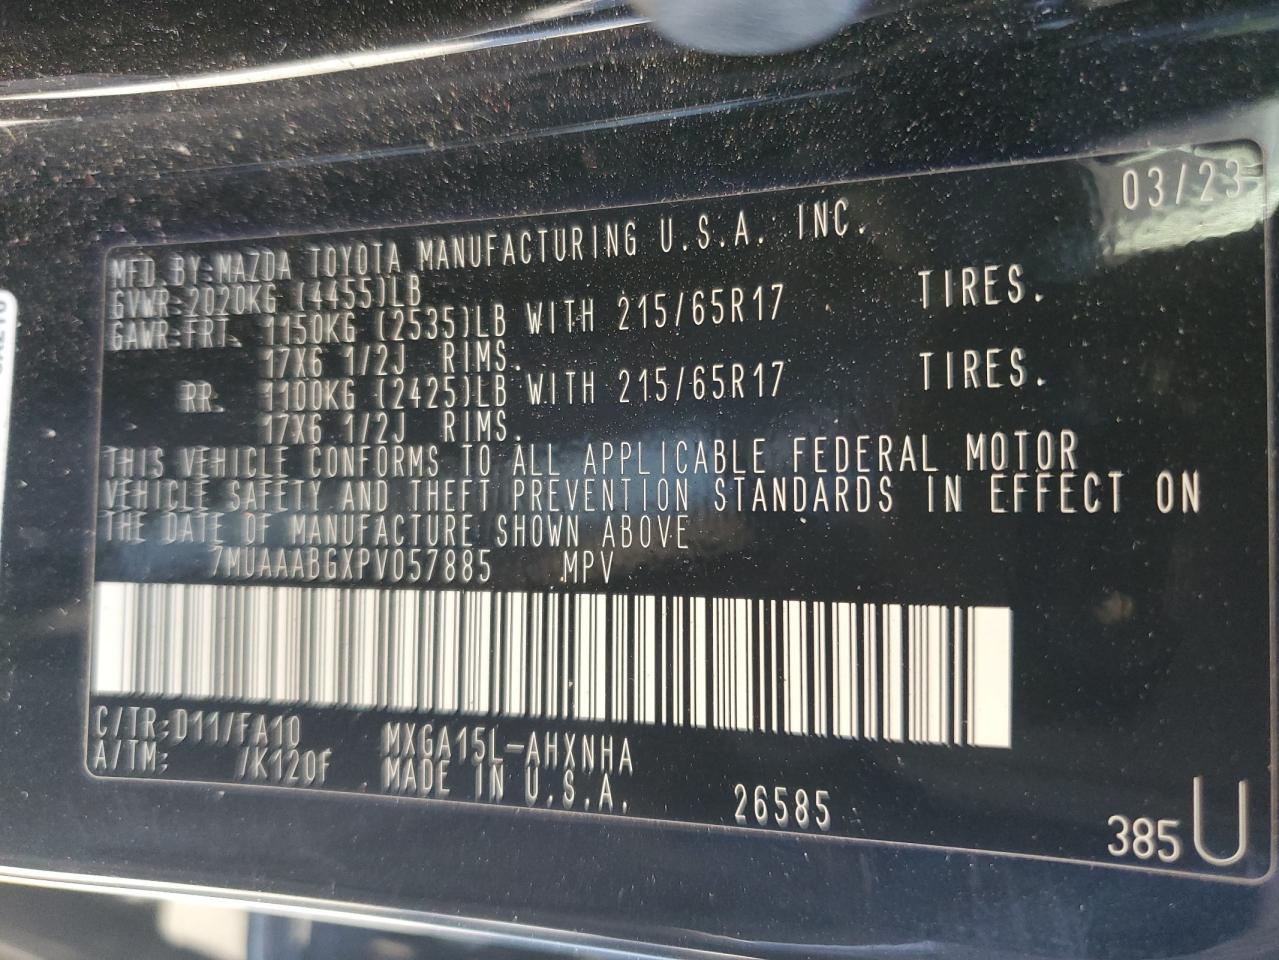 03/23
MFD. BY: MAZDA TOYOTA MANUFACTURING U.S.A. INC.
GVWR: 2020KG (4455)LB
GAWR: FRT. 1150KG (2535)LB WITH 215/65R17 TIRES.
17X6 1/2J RIMS.
RR. 1100KG (2425)LB WITH 215/65R17 TIRES.
17X6 1/2J RIMS.
THIS VEHICLE CONFORMS TO ALL APPLICABLE FEDERAL MOTOR
VEHICLE SAFETY AND THEFT PREVENTION STANDARDS IN EFFECT ON
THE DATE OF MANUFACTURE SHOWN ABOVE
7MUAAABGXPV057885 MPV
C/TR:D11/FA10 MXGA15L-AHXNHA
A/TM: /K120F MADE IN U.S.A.
26585
385 U